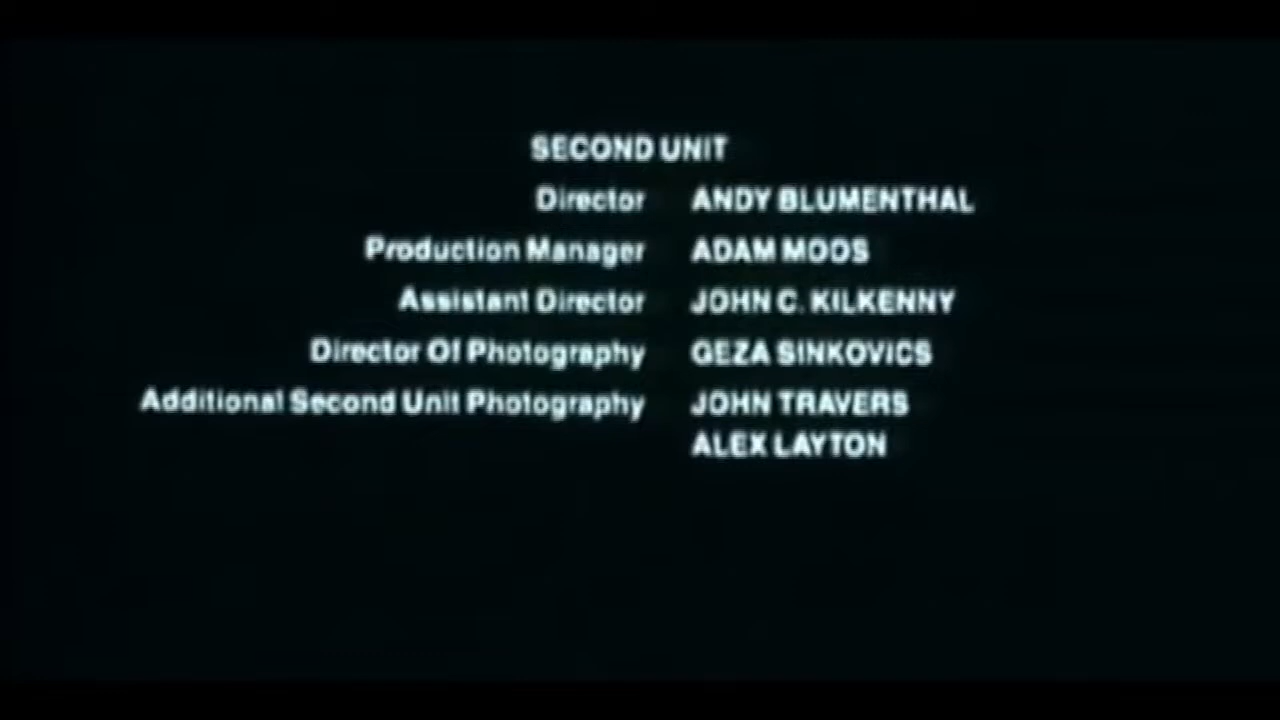 SECOND UNIT
Director ANDY BLUMENTHAL
Production Manager ADAM MOOS
Assistant Director JOHN C. KILKENNY
Director Of Photography GEZA SINKOVICS
Additional Second Unit Photography JOHN TRAVERS
ALEX LAYTON